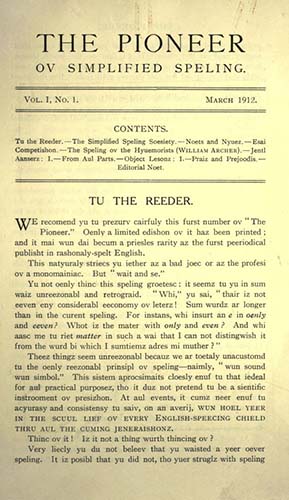 THE PIONEER
OV SIMPLIFIED SPELING.
VOL. I, NO. 1. MARCH 1912.
CONTENTS.
Tu the Reeder.—The Simplified Speling Soesiety.—Noets and Nyuez.—Esai
Competishon.—The Speling ov the Hyuemorists (WILLIAM ARCHER).—Jentl
Aanserz: I.—From Aul Parts.—Object Lesonz: I.—Praiz and Prejoodis.—
Editorial Noet.
TU THE REEDER.
WE recomend yu tu prezurv cairfuly this furst number ov "The
Pioneer." Oenly a limited edishon ov it haz been printed;
and it mai wun dai becum a priesles rarity az the furst peeriodical
publisht in rashonaly-spelt English.
This natyuraly striecs yu iether az a bad joec or az the profesi
ov a monomainiac. But "wait and se."
Yu not oenly thinc this speling groetesc: it seemz tu yu in sum
waiz unreezonabl and retrograid. "Whi," yu sai, "thair iz not
eeven eny considerabl eeconomy ov leterz! Sum wurdz ar longer
than in the curent speling. For instans, whi insurt an e in oenly
and eeven? Whot iz the mater with only and even? And whi
aasc me tu riet matter in such a wai that I can not distingwish it
from the wurd bi which I sumtiemz adres mi muther?"
Theez thingz seem unreezonabl becauz we ar toetaly unacustomd
tu the oenly reezonabl prinsipl ov speling—naimly, "wun sound
wun simbol." This sistem aprocsimaits cloesly enuf tu that iedeal
for aul practical purposez, tho it duz not pretend tu be a sientific
instrooment ov presizhon. At aul events, it cumz neer enuf tu
acyurasy and consistensy tu saiv, on an averij, WUN HOEL YEER
IN THE SCUUL LIEF OV EVERY ENGLISH-SPEECING CHIELD
THRU AUL THE CUMING JENERAISHONZ.
Thinc ov it! Iz it not a thing wurth thincing ov?
Very liecly yu du not beleev that yu waisted a yeer oever
speling. It iz posibl that yu did not, tho yuer strugle with speling